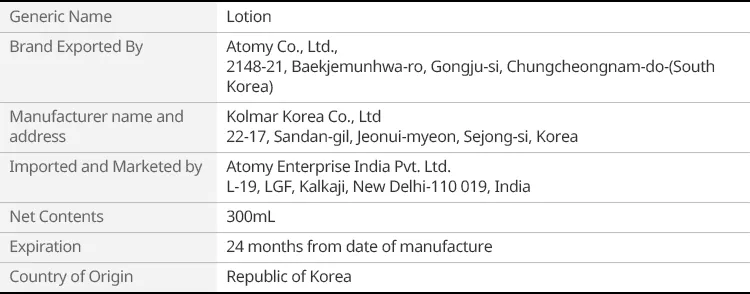 Generic Name Lotion
Brand Exported By Atomy Co., Ltd.,
2148-21, Baekjemunhwa-ro, Gongju-si, Chungcheongnam-do-(South
Korea)
Manufacturer name and Kolmar Korea Co., Ltd
address 22-17, Sandan-gil, Jeonui-myeon, Sejong-si, Korea
Imported and Marketed by Atomy Enterprise India Pvt. Ltd.
L-19, LGF, Kalkaji, New Delhi-110 019, India
Net Contents 300mL
Expiration 24 months from date of manufacture
Country of Origin Republic of Korea